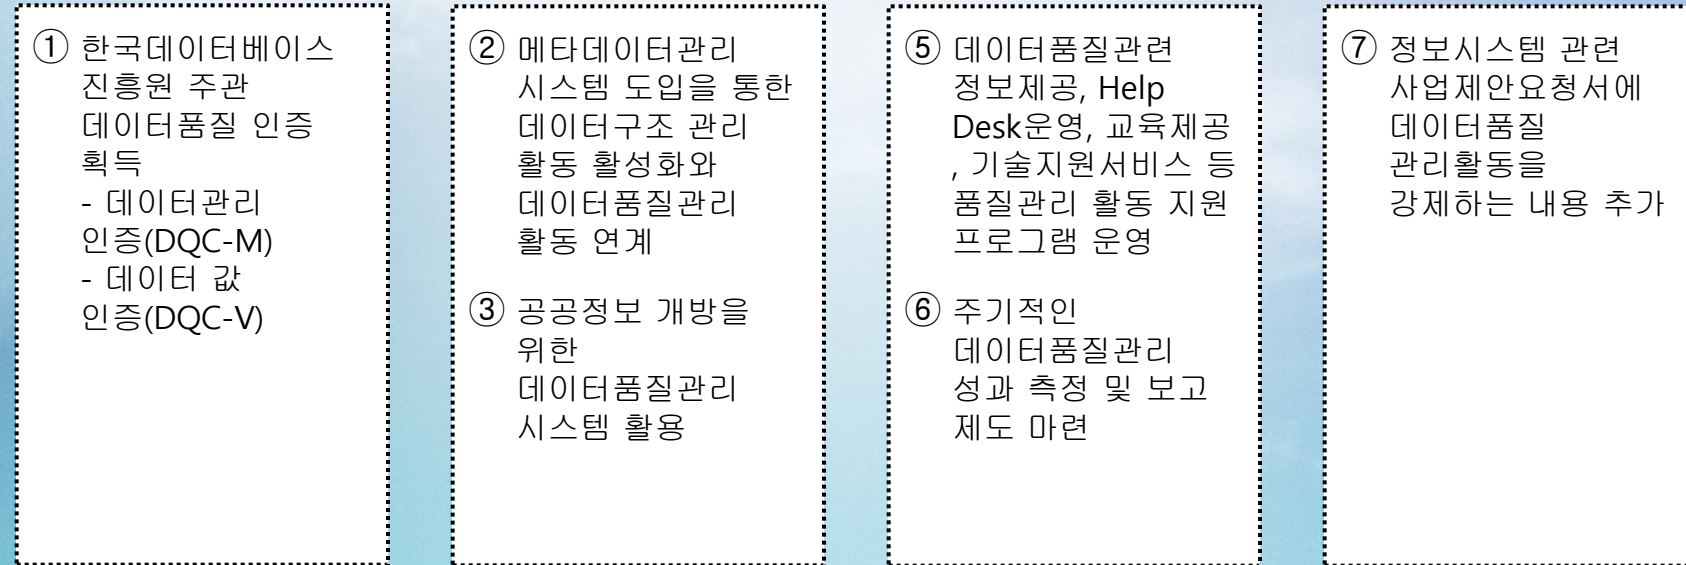 ① 한국데이터베이스
진흥원 주관
데이터품질 인증
획득
- 데이터관리
인증(DQC-M)
- 데이터 값
인증(DQC-V)
② 메타데이터관리
시스템 도입을 통한
데이터구조 관리
활동 활성화와
데이터품질관리
활동 연계
③ 공공정보 개방을
위한
데이터품질관리
시스템 활용
⑤ 데이터품질관련
정보제공, Help
Desk운영, 교육제공
, 기술지원서비스 등
품질관리 활동 지원
프로그램 운영
⑥ 주기적인
데이터품질관리
성과 측정 및 보고
제도 마련
⑦ 정보시스템 관련
사업제안요청서에
데이터품질
관리활동을
강제하는 내용 추가